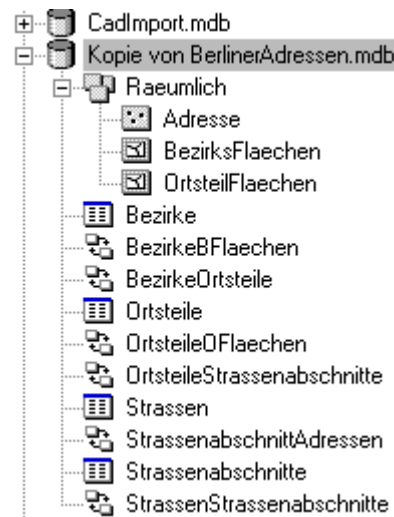 CadImport.mdb
Kopie von BerlinerAdressen.mdb
Raeumlich
Adresse
BezirksFlaechen
OrtsteilFlaechen
Bezirke
BezirkeBFlaechen
BezirkeOrtsteile
Ortsteile
OrtsteileOFlaechen
OrtsteileStrassenabschnitte
Strassen
StrassenabschnittAdressen
Strassenabschnitte
StrassenStrassenabschnitte